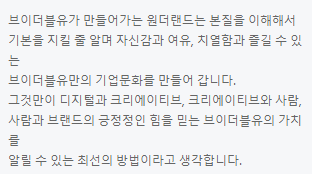 브이더블유가 만들어가는 원더랜드는 본질을 이해해서
기본을 지킬 줄 알며 자신감과 여유, 치열함과 즐길 수 있
는
브이더블유만의 기업문화를 만들어 갑니다.
그것만이 디지털과 크리에이티브, 크리에이티브와 사람,
사람과 브랜드의 긍정정인 힘을 믿는 브이더블유의 가치
를
알릴 수 있는 최선의 방법이라고 생각합니다.